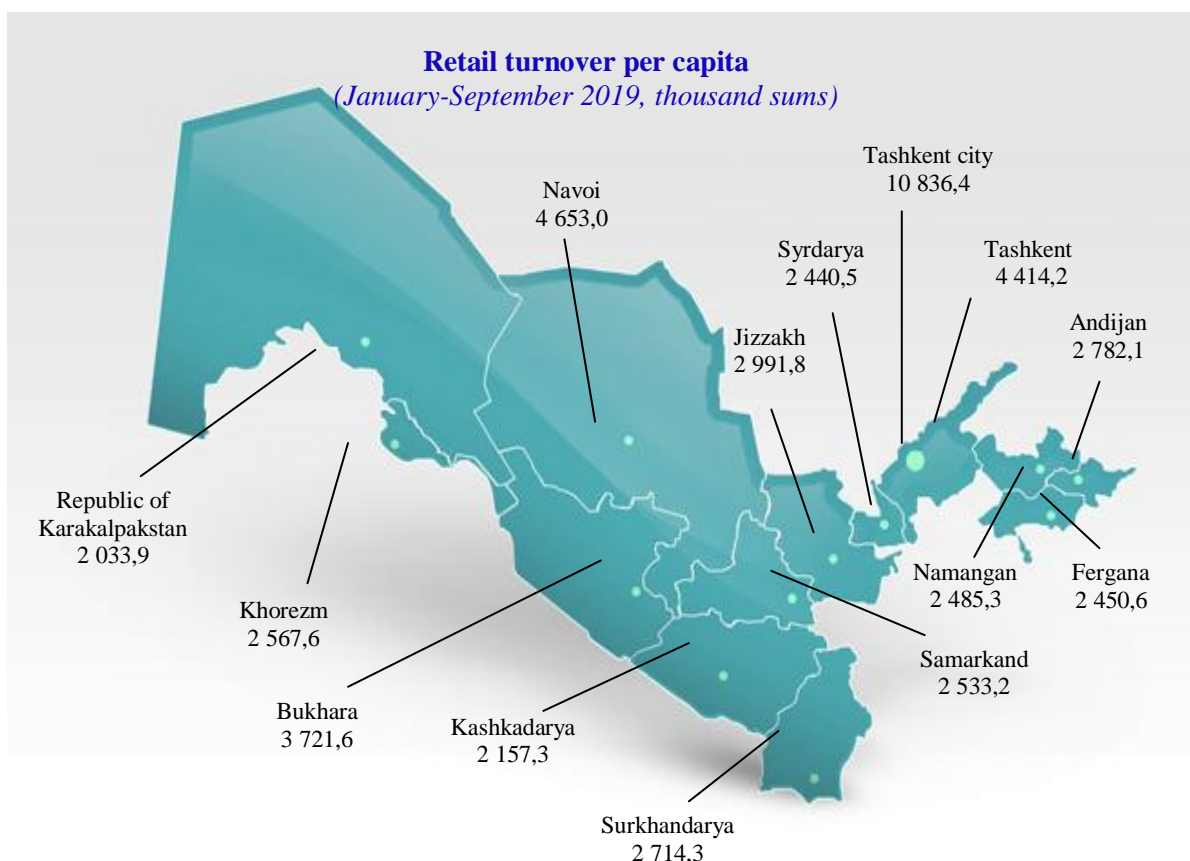 Retail turnover per capita
(January-September 2019, thousand sums)
Tashkent city
10 836,4
Navoi
4 653,0
Syrdarya
2 440,5
Tashkent
4 414,2
Andijan
2 782,1
Jizzakh
2 991,8
Republic of
Karakalpakstan
2 033,9
Namangan
2 485,3
Fergana
2 450,6
Khorezm
2 567,6
Samarkand
2 533,2
Bukhara
3 721,6
Kashkadarya
2 157,3
Surkhandarya
2 714,3